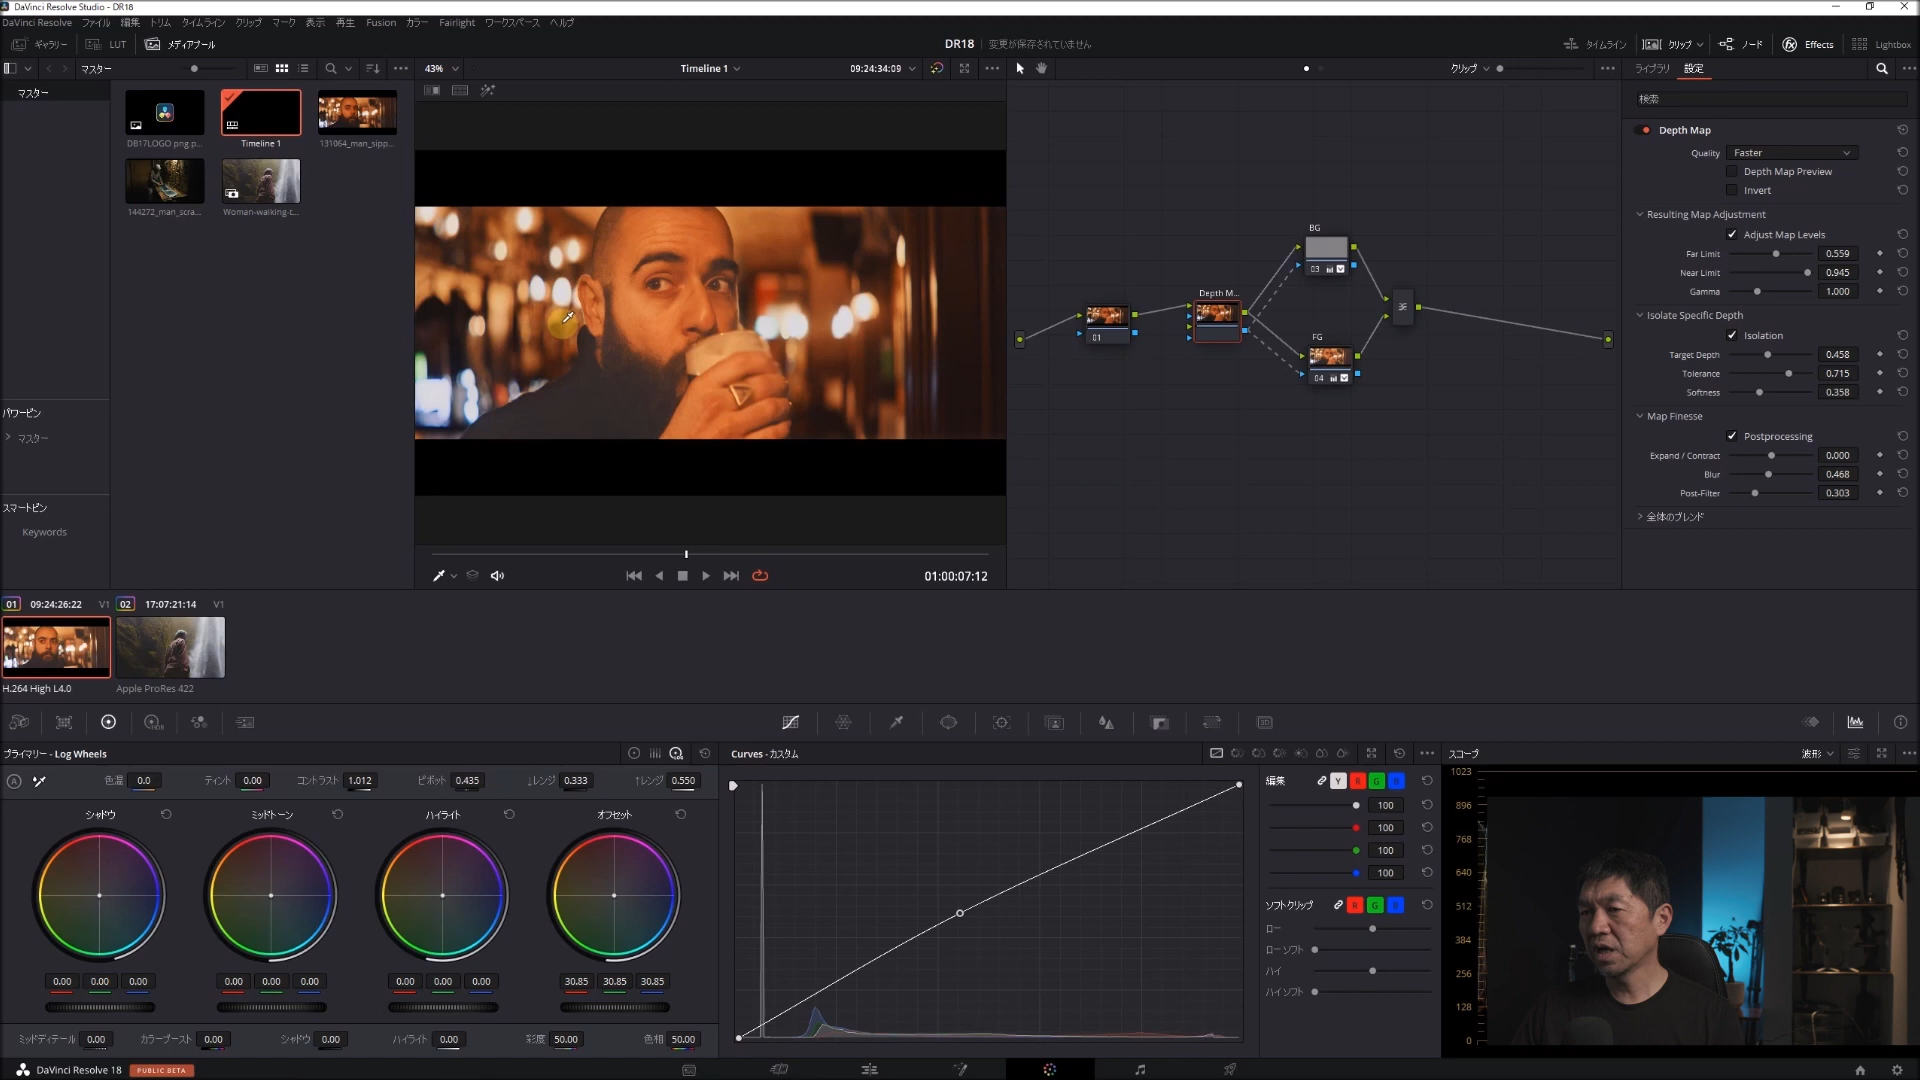 DaVinci Resolve Studio - DR18
DaVinci Resolve ファイル 編集 トリム タイムライン クリップ マーク 表示 再生 Fusion カラー Fairlight ワークスペース ヘルプ
ギャラリー LUT メディアプール DR18 変更が保存されていません タイムライン クリップ ノード Effects Lightbox
マスター 43% Timeline 1 09:24:34:09 クリップ ライブラリ 設定
マスター
検索
DB17LOGO png.p... Timeline 1 131064_man_sipp...
144272_man_scra... Woman-walking-t...
パワービン
マスター
スマートビン
Keywords
01:00:07:12
BG
03
Depth M...
01
FG
04
Depth Map
Quality Faster
Depth Map Preview
Invert
Resulting Map Adjustment
Adjust Map Levels
Far Limit 0.559
Near Limit 0.945
Gamma 1.000
Isolate Specific Depth
Isolation
Target Depth 0.458
Tolerance 0.715
Softness 0.358
Map Finesse
Postprocessing
Expand / Contract 0.000
Blur 0.468
Post-Filter 0.303
全体のブレンド
01 09:24:26:22 V1 02 17:07:21:14 V1
H.264 High L4.0 Apple ProRes 422
プライマリー - Log Wheels
色温 0.0 ティント 0.00 コントラスト 1.012 ピボット 0.435 ↓レンジ 0.333 ↑レンジ 0.550
シャドウ ミッドトーン ハイライト オフセット
0.00 0.00 0.00 0.00 0.00 0.00 0.00 0.00 0.00 30.85 30.85 30.85
ミッドディテール 0.00 カラーブースト 0.00 シャドウ 0.00 ハイライト 0.00 彩度 50.00 色相 50.00
Curves - カスタム
編集 Y R G B
100
100
100
100
ソフトクリップ R G B
ロー
ローソフト
ハイ
ハイソフト
スコープ 波形
1023
896
768
640
512
384
256
128
0
DaVinci Resolve 18 PUBLIC BETA